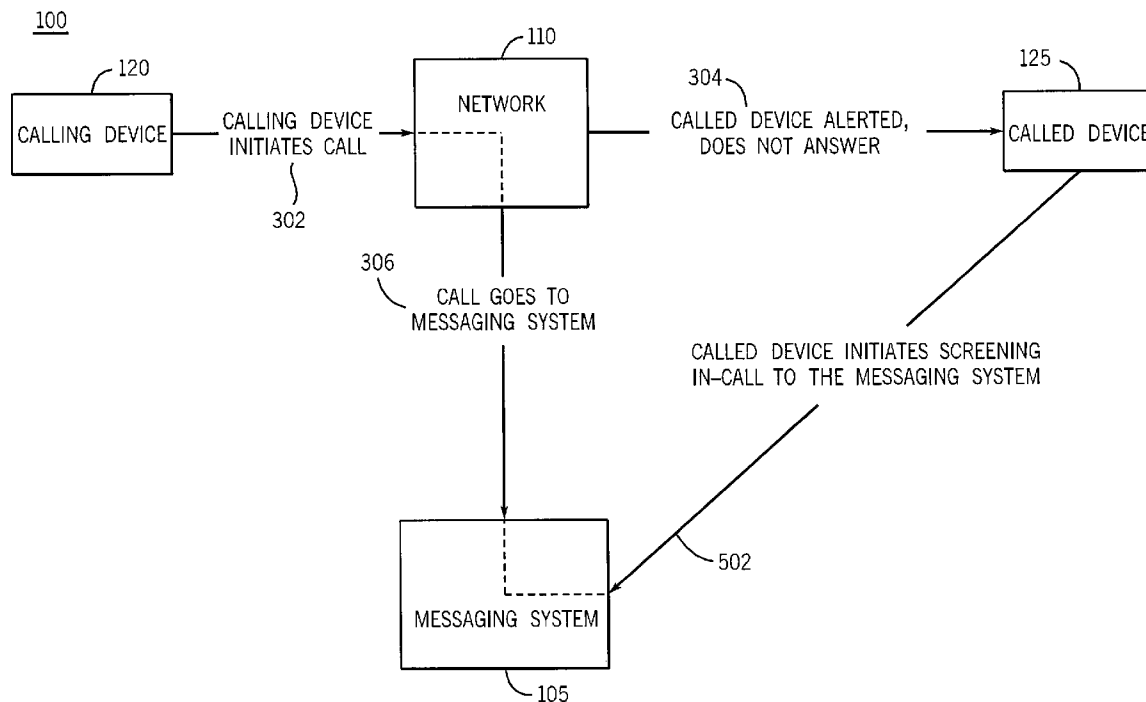 100
120
CALLING DEVICE
CALLING DEVICE
INITIATES CALL
302
110
NETWORK
304
CALLED DEVICE ALERTED,
DOES NOT ANSWER
125
CALLED DEVICE
306
CALL GOES TO
MESSAGING SYSTEM
CALLED DEVICE INITIATES SCREENING
IN-CALL TO THE MESSAGING SYSTEM
502
MESSAGING SYSTEM
105